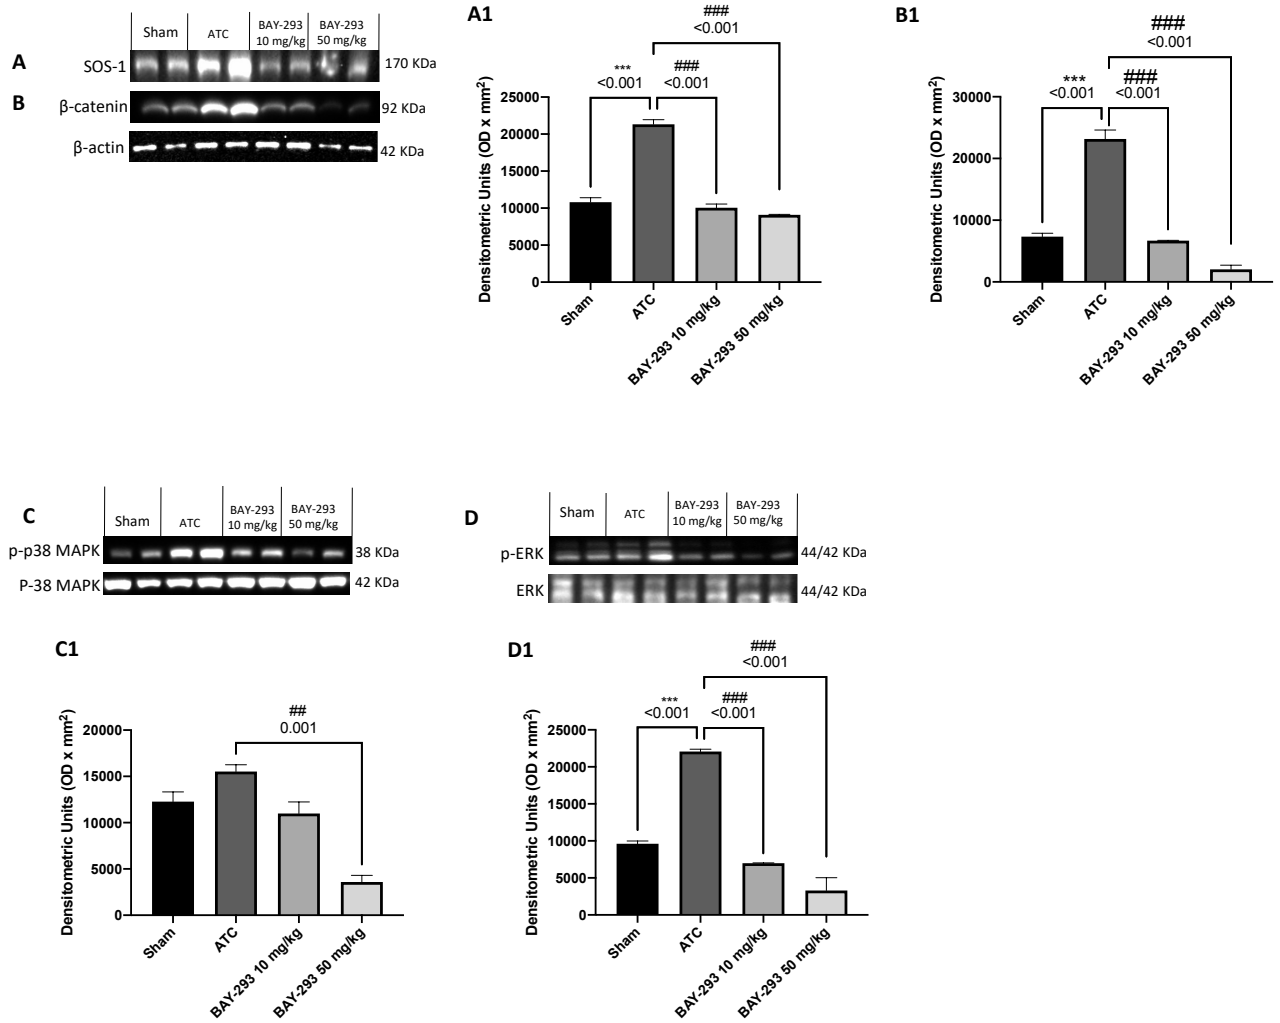 Sham
ATC
BAY-293
10 mg/kg
BAY-293
50 mg/kg
A
SOS-1
170 KDa
B
β-catenin
92 KDa
β-actin
42 KDa
A1
###
<0.001
***
<0.001
###
<0.001
Densitometric Units (OD x mm²)
25000
20000
15000
10000
5000
0
Sham
ATC
BAY-293 10 mg/kg
BAY-293 50 mg/kg
B1
###
<0.001
***
<0.001
###
<0.001
Densitometric Units (OD x mm²)
30000
20000
10000
0
Sham
ATC
BAY-293 10 mg/kg
BAY-293 50 mg/kg
C
Sham
ATC
BAY-293
10 mg/kg
BAY-293
50 mg/kg
p-p38 MAPK
38 KDa
P-38 MAPK
42 KDa
D
Sham
ATC
BAY-293
10 mg/kg
BAY-293
50 mg/kg
p-ERK
44/42 KDa
ERK
44/42 KDa
C1
##
0.001
Densitometric Units (OD x mm²)
20000
15000
10000
5000
0
Sham
ATC
BAY-293 10 mg/kg
BAY-293 50 mg/kg
D1
###
<0.001
***
<0.001
###
<0.001
Densitometric Units (OD x mm²)
25000
20000
15000
10000
5000
0
Sham
ATC
BAY-293 10 mg/kg
BAY-293 50 mg/kg